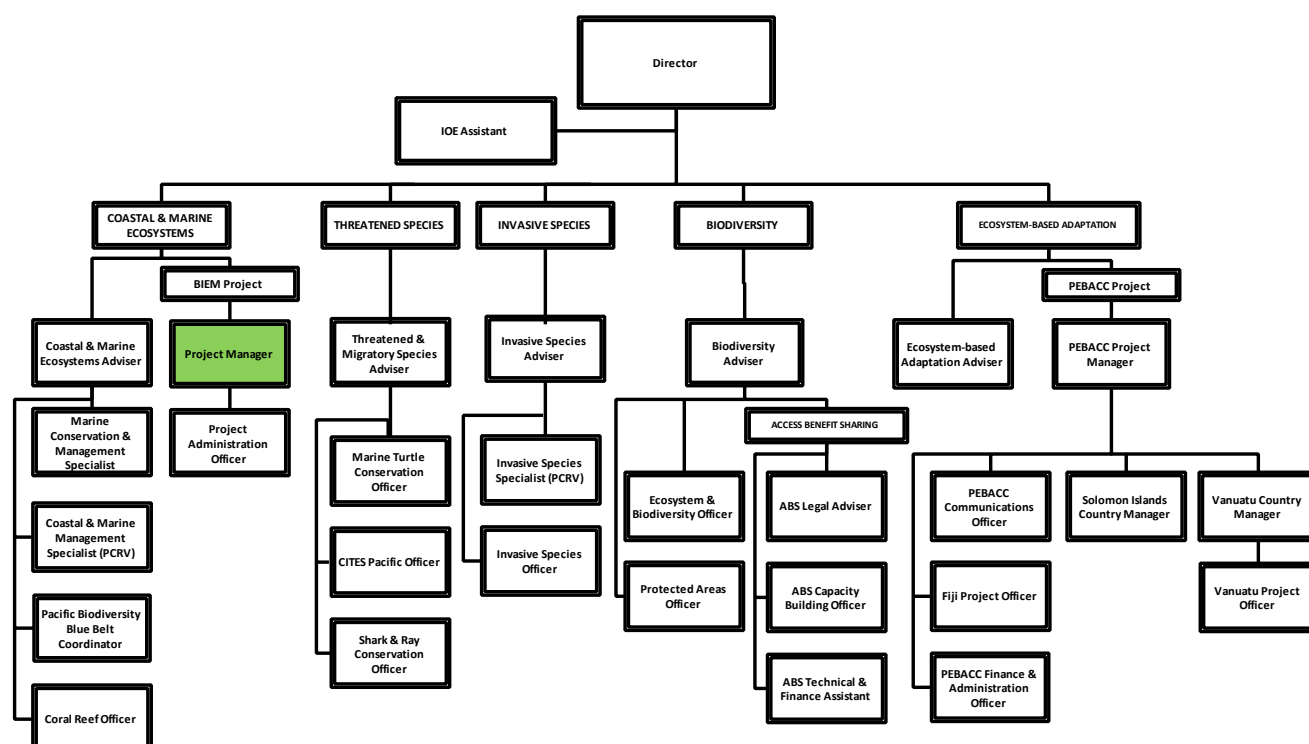 Director
IOE Assistant
COASTAL & MARINE
ECOSYSTEMS
THREATENED SPECIES
INVASIVE SPECIES
BIODIVERSITY
ECOSYSTEM-BASED ADAPTATION
BIEM Project
PEBACC Project
Coastal & Marine
Ecosystems Adviser
Project Manager
Threatened &
Migratory Species
Adviser
Invasive Species
Adviser
Biodiversity
Adviser
Ecosystem-based
Adaptation Adviser
PEBACC Project
Manager
Marine
Conservation &
Management
Specialist
Project
Administration
Officer
Marine Turtle
Conservation
Officer
Invasive Species
Specialist (PCRV)
ACCESS BENEFIT SHARING
Ecosystem &
Biodiversity Officer
ABS Legal Adviser
PEBACC
Communications
Officer
Solomon Islands
Country Manager
Vanuatu Country
Manager
Coastal & Marine
Management
Specialist (PCRV)
CITES Pacific Officer
Invasive Species
Officer
Protected Areas
Officer
ABS Capacity
Building Officer
Fiji Project Officer
Vanuatu Project
Officer
Pacific Biodiversity
Blue Belt
Coordinator
Shark & Ray
Conservation
Officer
ABS Technical &
Finance Assistant
PEBACC Finance &
Administration
Officer
Coral Reef Officer